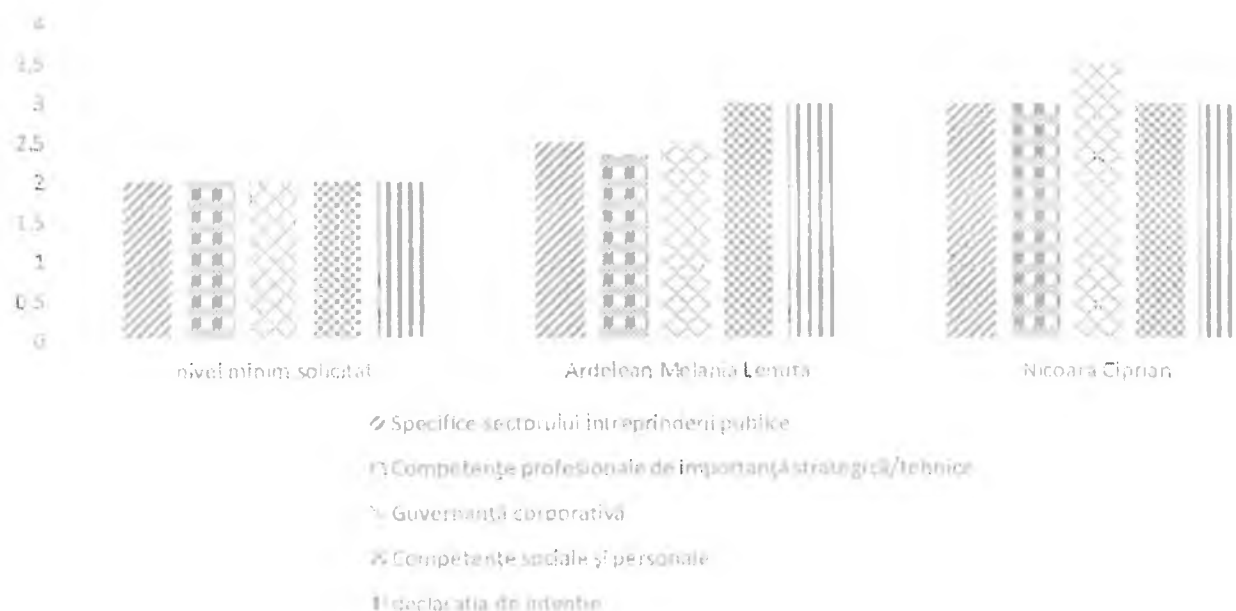 4
3,5
3
2,5
2
1,5
1
0,5
0
nivel minim solicitat
Ardelean Melania Lenuta
Nicoara Ciprian
Specifice sectorului intreprinderii publice
Competențe profesionale de importanță strategică/tehnice
Guvernanță corporativă
Competențe sociale și personale
declaratia de intentie